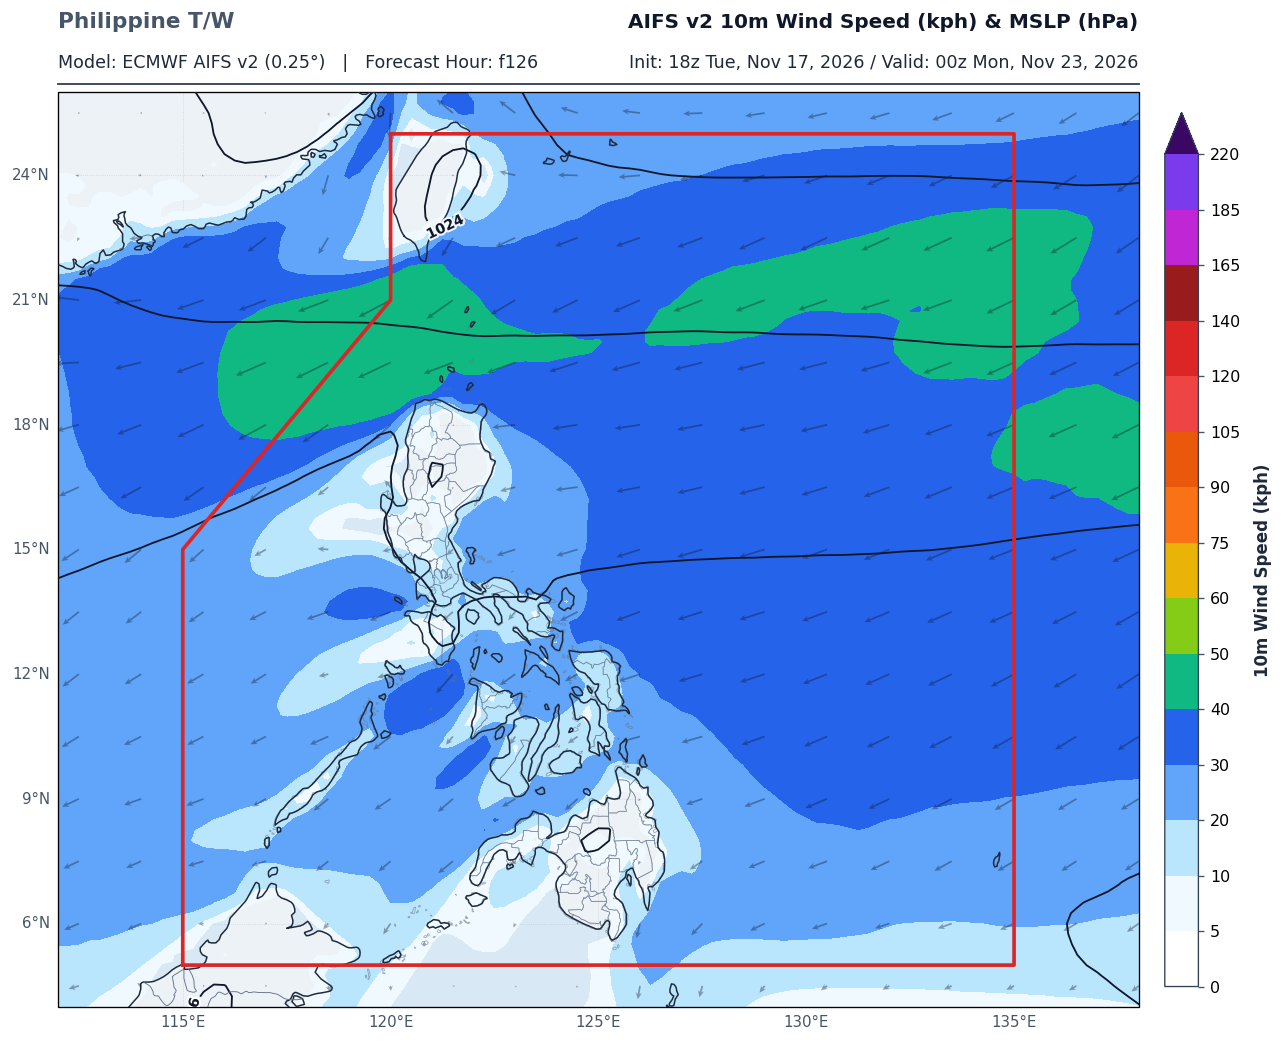 Philippine T/W
AIFS v2 10m Wind Speed (kph) & MSLP (hPa)
Model: ECMWF AIFS v2 (0.25°) | Forecast Hour: f126
Init: 18z Tue, Nov 17, 2026 / Valid: 00z Mon, Nov 23, 2026
24°N
21°N
18°N
15°N
12°N
9°N
6°N
115°E
120°E
125°E
130°E
135°E
1024
220
185
165
140
120
105
90
75
60
50
40
30
20
10
5
0
10m Wind Speed (kph)